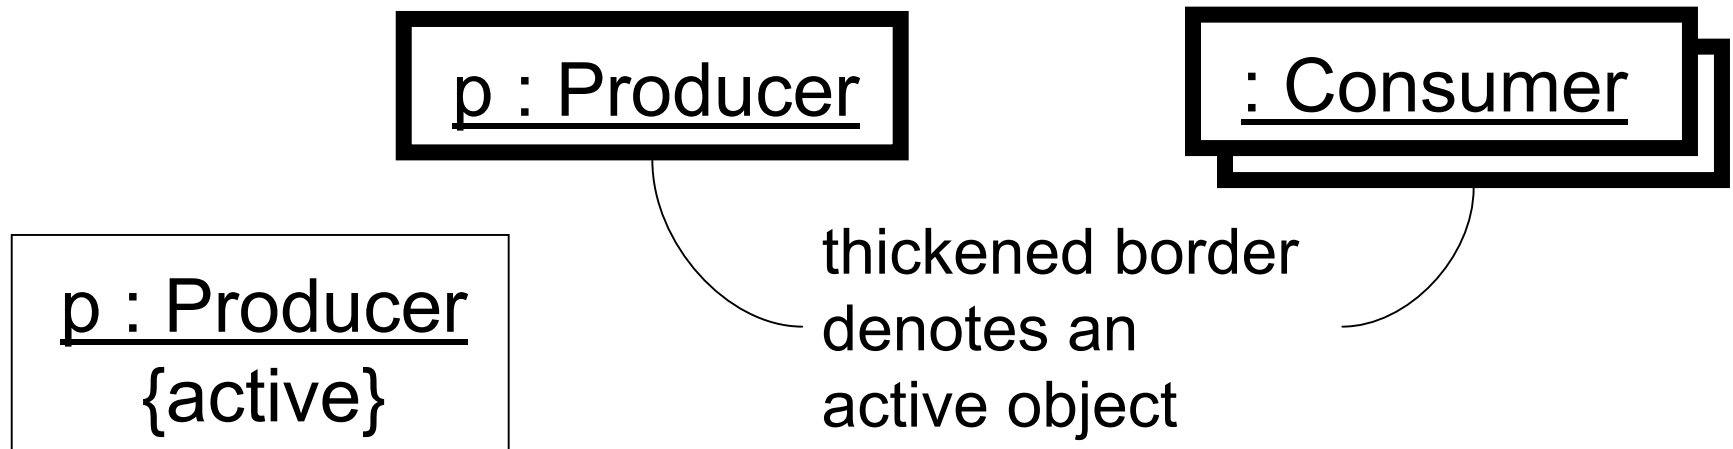 p : Producer
: Consumer
thickened border
denotes an
active object
p : Producer
{active}